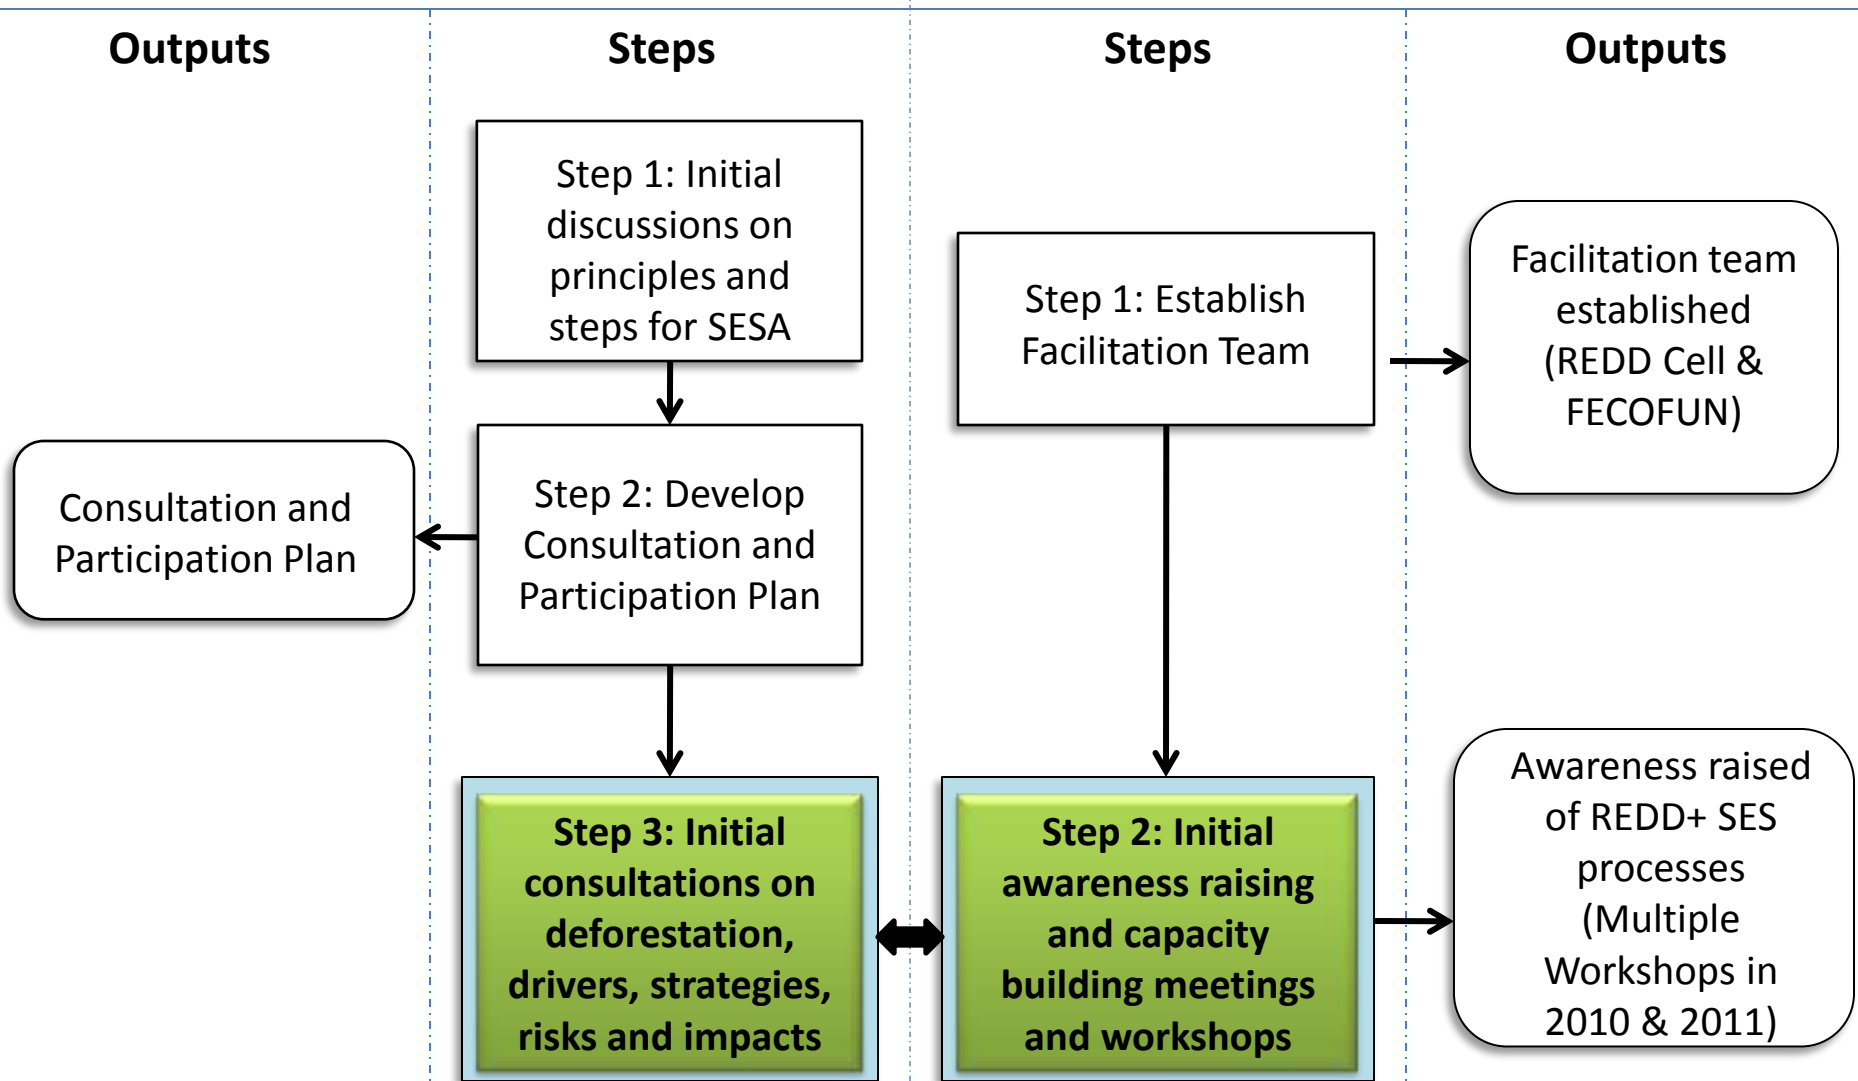 Outputs
Steps
Steps
Outputs
Step 1: Initial
discussions on
principles and
steps for SESA
Step 1: Establish
Facilitation Team
Facilitation team
established
(REDD Cell &
FECOFUN)
Consultation and
Participation Plan
Step 2: Develop
Consultation and
Participation Plan
Step 3: Initial
consultations on
deforestation,
drivers, strategies,
risks and impacts
Step 2: Initial
awareness raising
and capacity
building meetings
and workshops
Awareness raised
of REDD+ SES
processes
(Multiple
Workshops in
2010 & 2011)